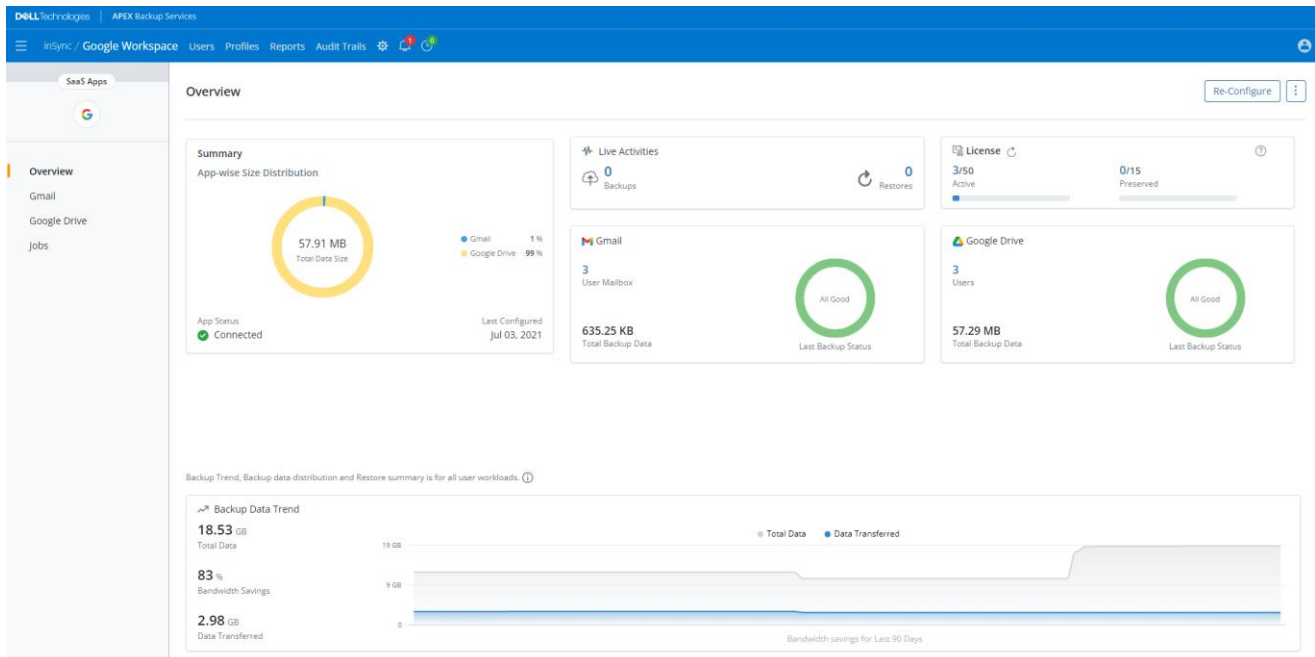 DELLTechnologies | APEX Backup Services
inSync / Google Workspace Users Profiles Reports Audit Trails 1 0
SaaS Apps
G
Overview
Gmail
Google Drive
Jobs
Overview
Re-Configure
Summary
App-wise Size Distribution
57.91 MB
Total Data Size
Gmail 1 %
Google Drive 99 %
App Status
Connected
Last Configured
Jul 03, 2021
Live Activities
0
Backups
0
Restores
License
3/50
Active
0/15
Preserved
Gmail
3
User Mailbox
635.25 KB
Total Backup Data
All Good
Last Backup Status
Google Drive
3
Users
57.29 MB
Total Backup Data
All Good
Last Backup Status
Backup Trend, Backup data distribution and Restore summary is for all user workloads.
Backup Data Trend
18.53 GB
Total Data
83 %
Bandwidth Savings
2.98 GB
Data Transferred
Total Data Data Transferred
19 GB
9 GB
0
Bandwidth savings for Last 90 Days